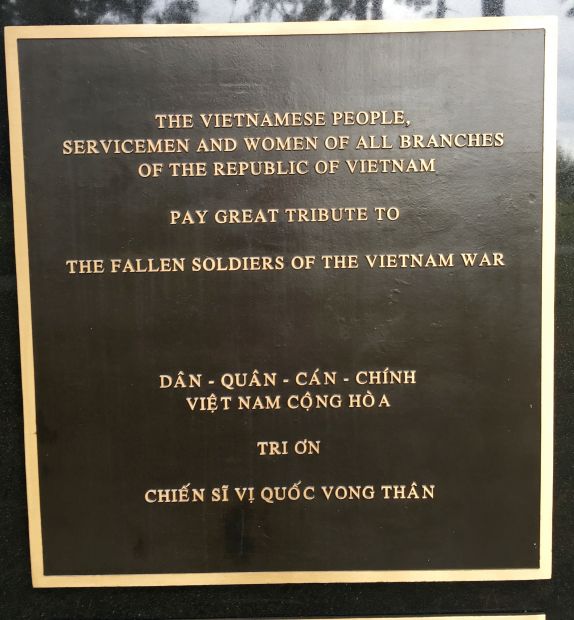 THE VIETNAMESE PEOPLE,
SERVICEMEN AND WOMEN OF ALL BRANCHES
OF THE REPUBLIC OF VIETNAM
PAY GREAT TRIBUTE TO
THE FALLEN SOLDIERS OF THE VIETNAM WAR
DÂN - QUÂN - CÁN - CHÍNH
VIỆT NAM CỘNG HÒA
TRI ƠN
CHIẾN SĨ VỊ QUỐC VONG THÂN